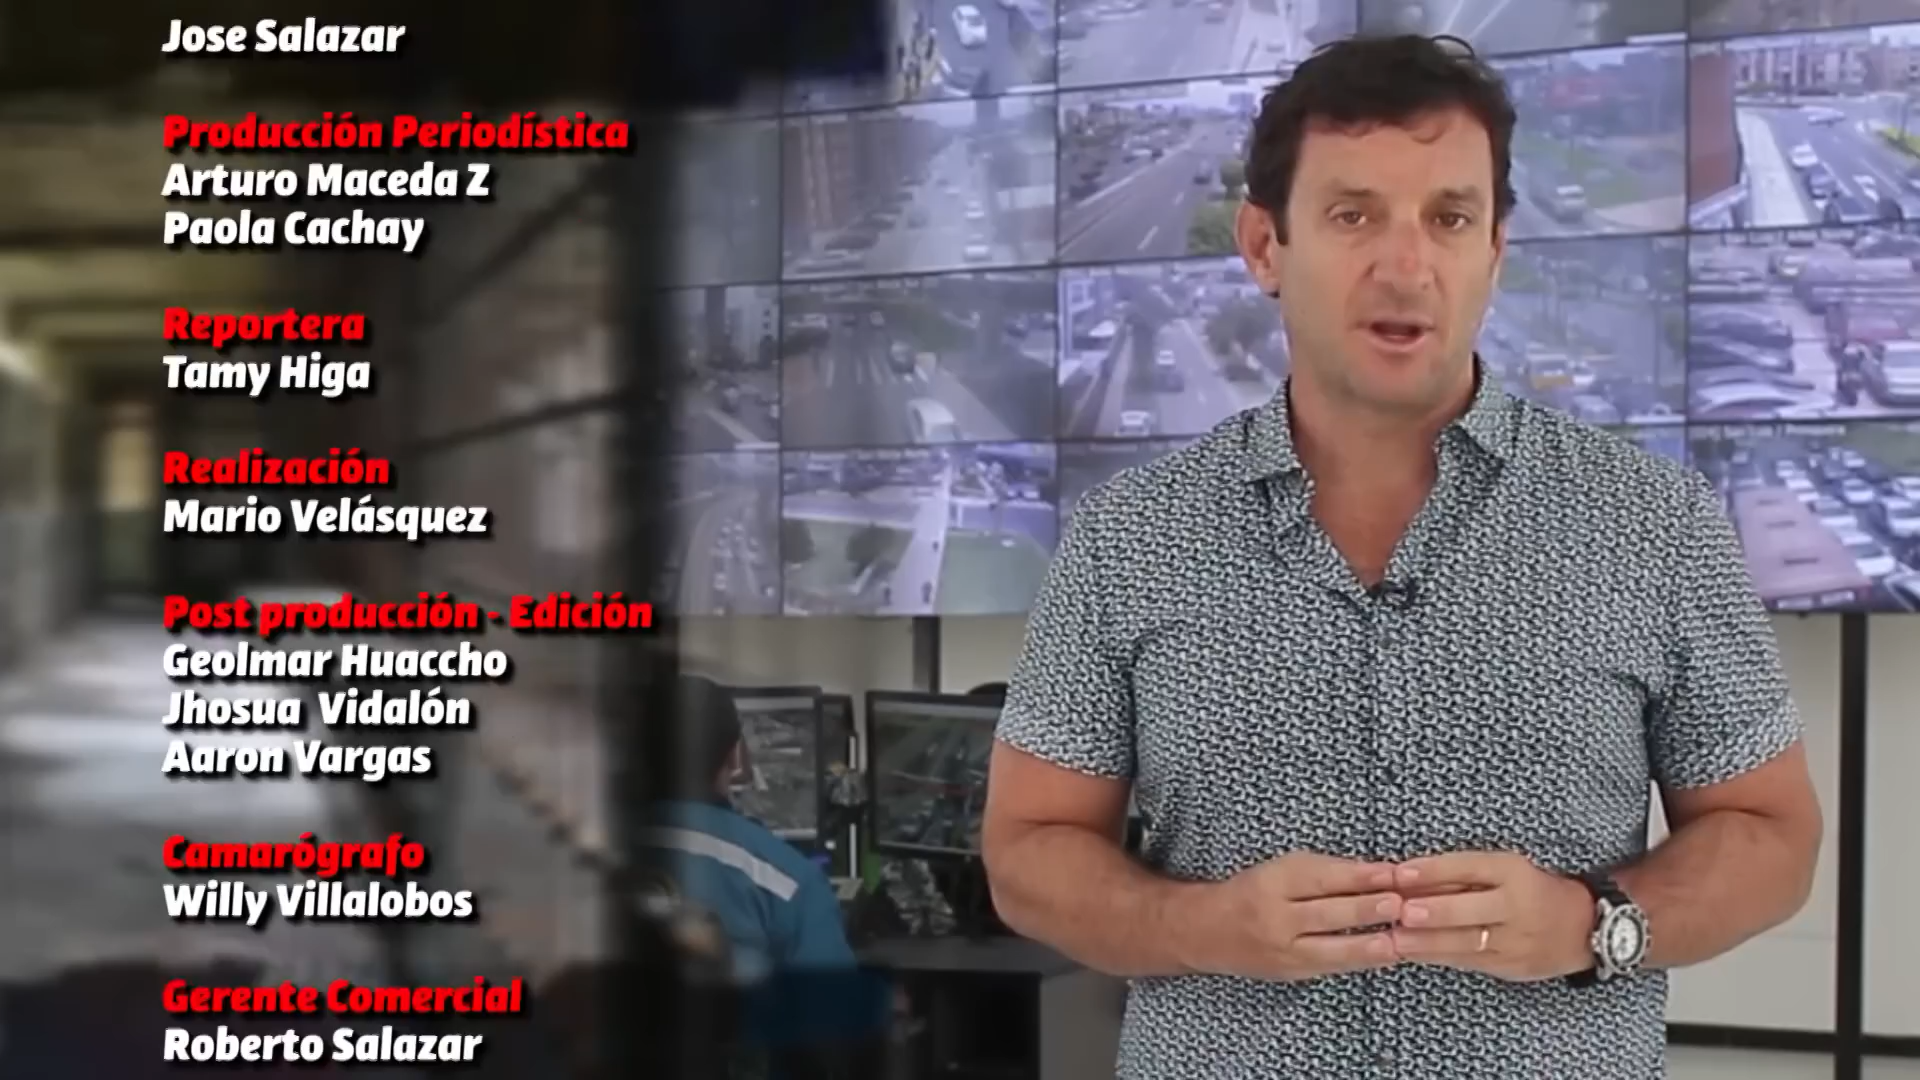 Jose Salazar
Producción Periodística
Arturo Maceda Z
Paola Cachay
Reportera
Tamy Higa
Realización
Mario Velásquez
Post producción - Edición
Geolmar Huaccho
Jhosua Vidalón
Aaron Vargas
Camarógrafo
Willy Villalobos
Gerente Comercial
Roberto Salazar